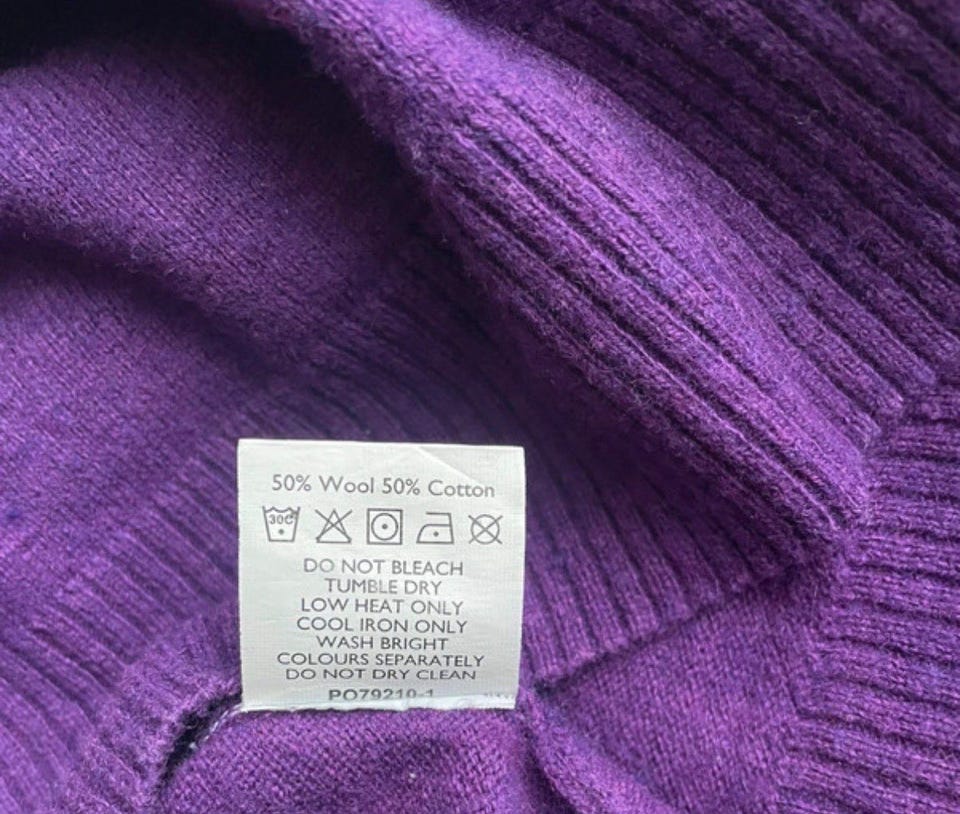 50% Wool 50% Cotton
30C
DO NOT BLEACH
TUMBLE DRY
LOW HEAT ONLY
COOL IRON ONLY
WASH BRIGHT
COLOURS SEPARATELY
DO NOT DRY CLEAN
PO79210-1